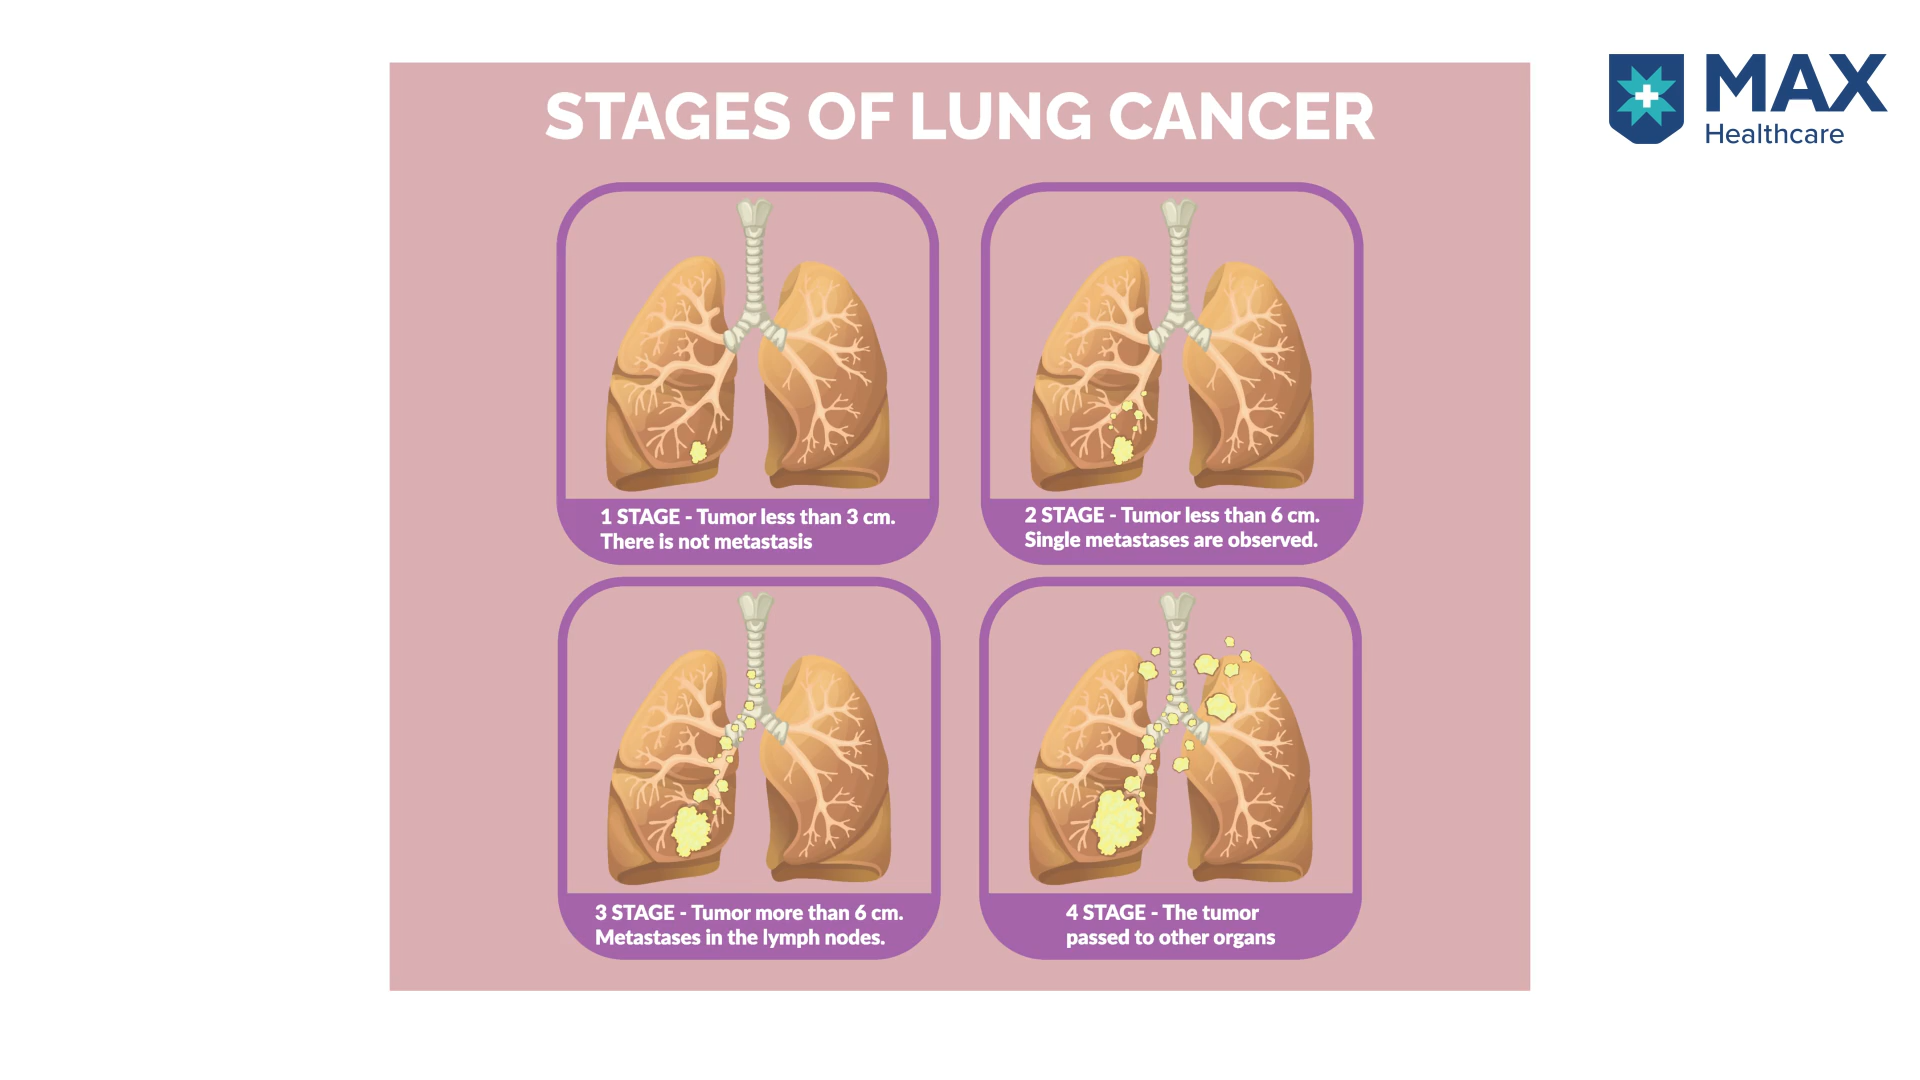 MAX
Healthcare
STAGES OF LUNG CANCER
1 STAGE - Tumor less than 3 cm.
There is not metastasis
2 STAGE - Tumor less than 6 cm.
Single metastases are observed.
3 STAGE - Tumor more than 6 cm.
Metastases in the lymph nodes.
4 STAGE - The tumor
passed to other organs